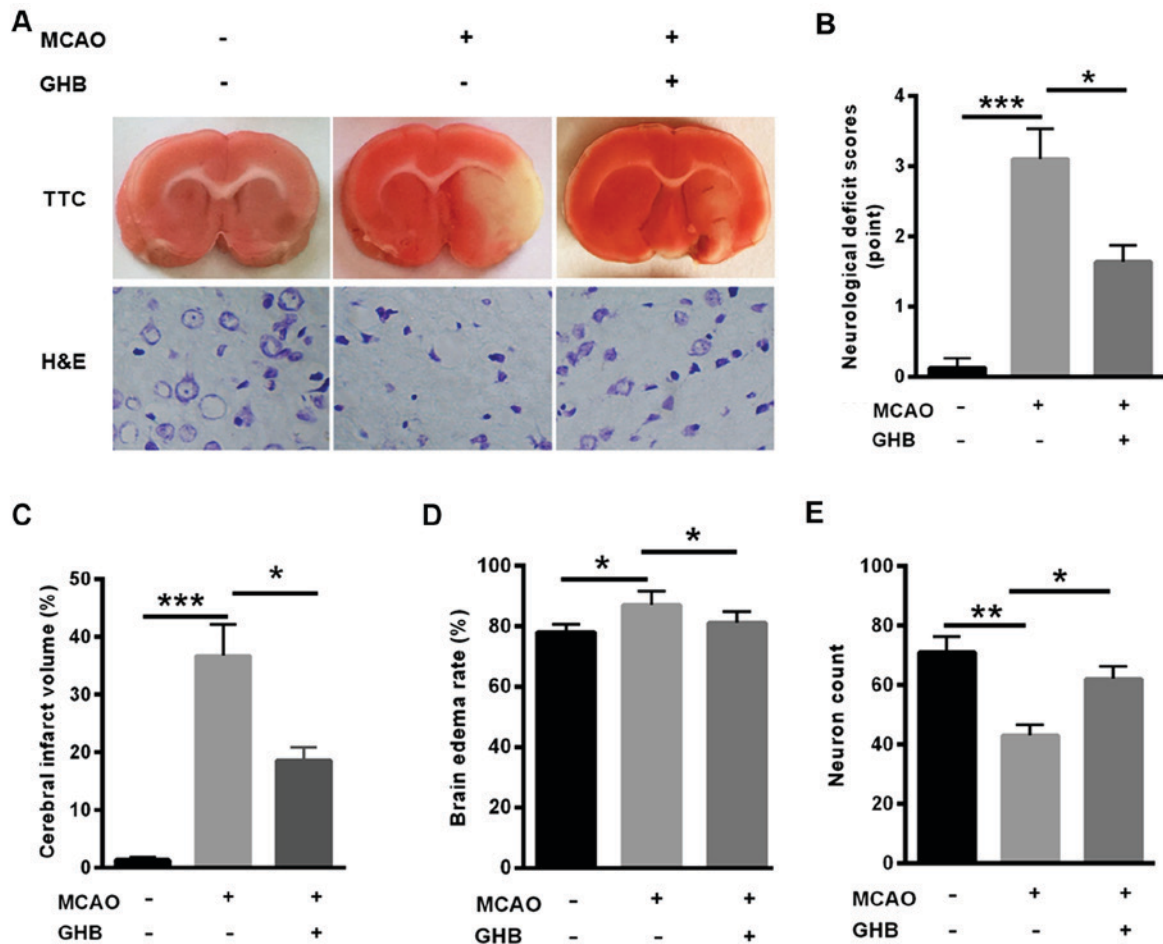 A
MCAO - + +
GHB - - +
TTC
H&E
B
Neurological deficit scores
(point)
4
3
2
1
0
*** *
MCAO - + +
GHB - - +
C
Cerebral infarct volume (%)
50
40
30
20
10
0
*** *
MCAO - + +
GHB - - +
D
Brain edema rate (%)
100
80
60
40
20
0
* *
MCAO - + +
GHB - - +
E
Neuron count
100
80
60
40
20
0
** *
MCAO - + +
GHB - - +